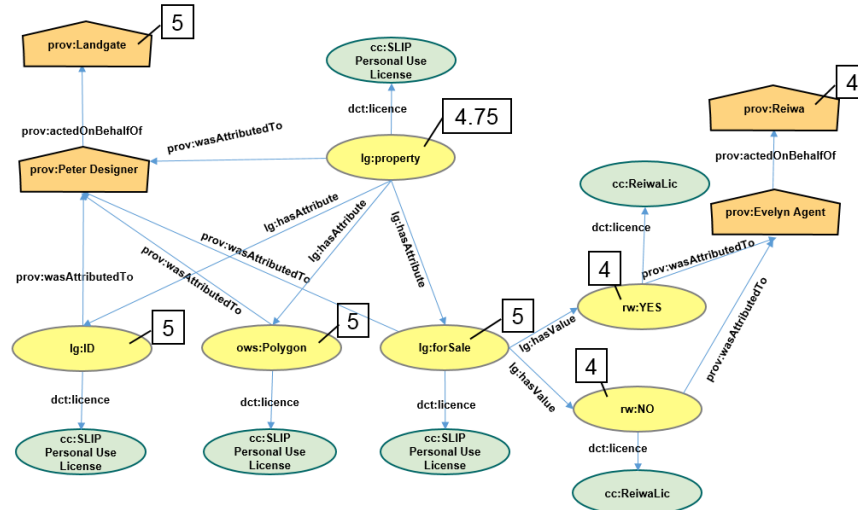 prov:Landgate
5
cc:SLIP
Personal Use
License
4
prov:Reiwa
dct:licence
4.75
prov:actedOnBehalfOf
prov:wasAttributedTo
prov:actedOnBehalfOf
prov:Peter Designer
lg:property
cc:ReiwaLic
prov:Evelyn Agent
lg:hasAttribute
lg:hasAttribute
lg:hasAttribute
dct:licence
prov:wasAttributedTo
prov:wasAttributedTo
prov:wasAttributedTo
prov:wasAttributedTo
4
rw:YES
5
5
5
lg:ID
ows:Polygon
lg:forSale
lg:hasValue
lg:hasValue
prov:wasAttributedTo
4
rw:NO
dct:licence
dct:licence
dct:licence
dct:licence
cc:SLIP
Personal Use
License
cc:SLIP
Personal Use
License
cc:SLIP
Personal Use
License
cc:ReiwaLic